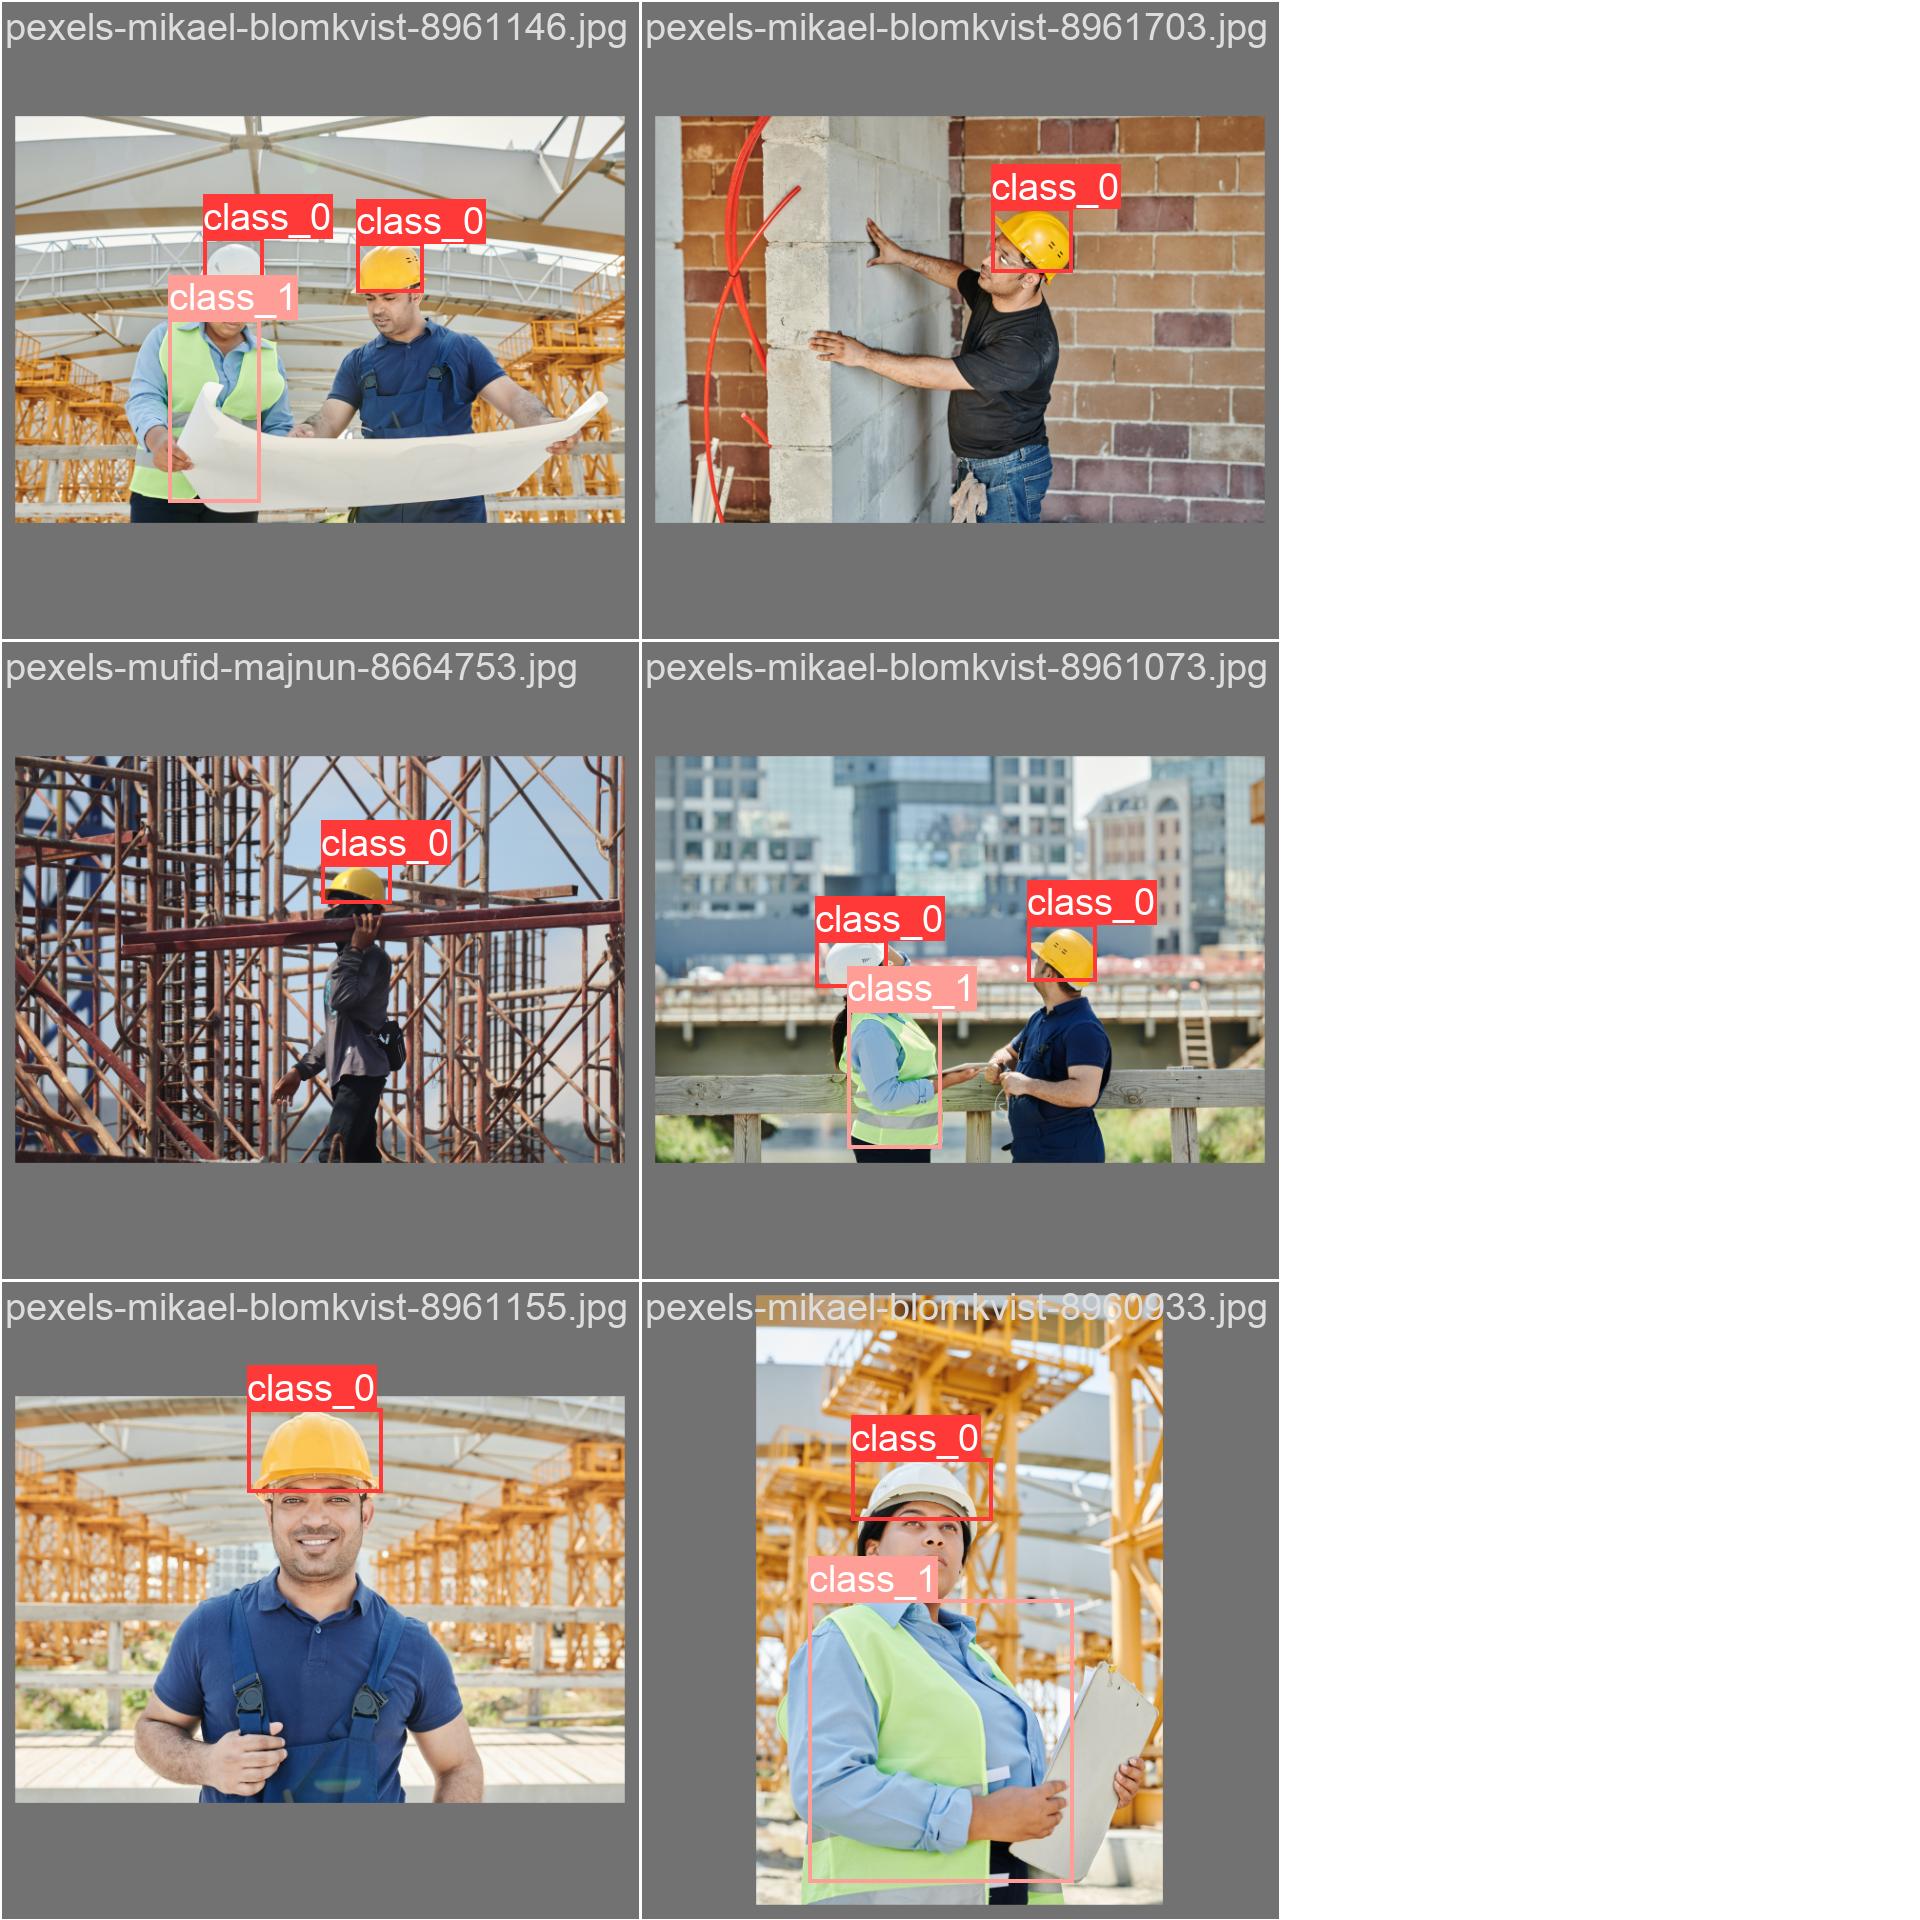 pexels-mikael-blomkvist-8961146.jpg
class_0
class_0
class_1
pexels-mikael-blomkvist-8961703.jpg
class_0
pexels-mufid-majnun-8664753.jpg
class_0
pexels-mikael-blomkvist-8961073.jpg
class_0
class_0
class_1
pexels-mikael-blomkvist-8961155.jpg
class_0
pexels-mikael-blomkvist-8960933.jpg
class_0
class_1